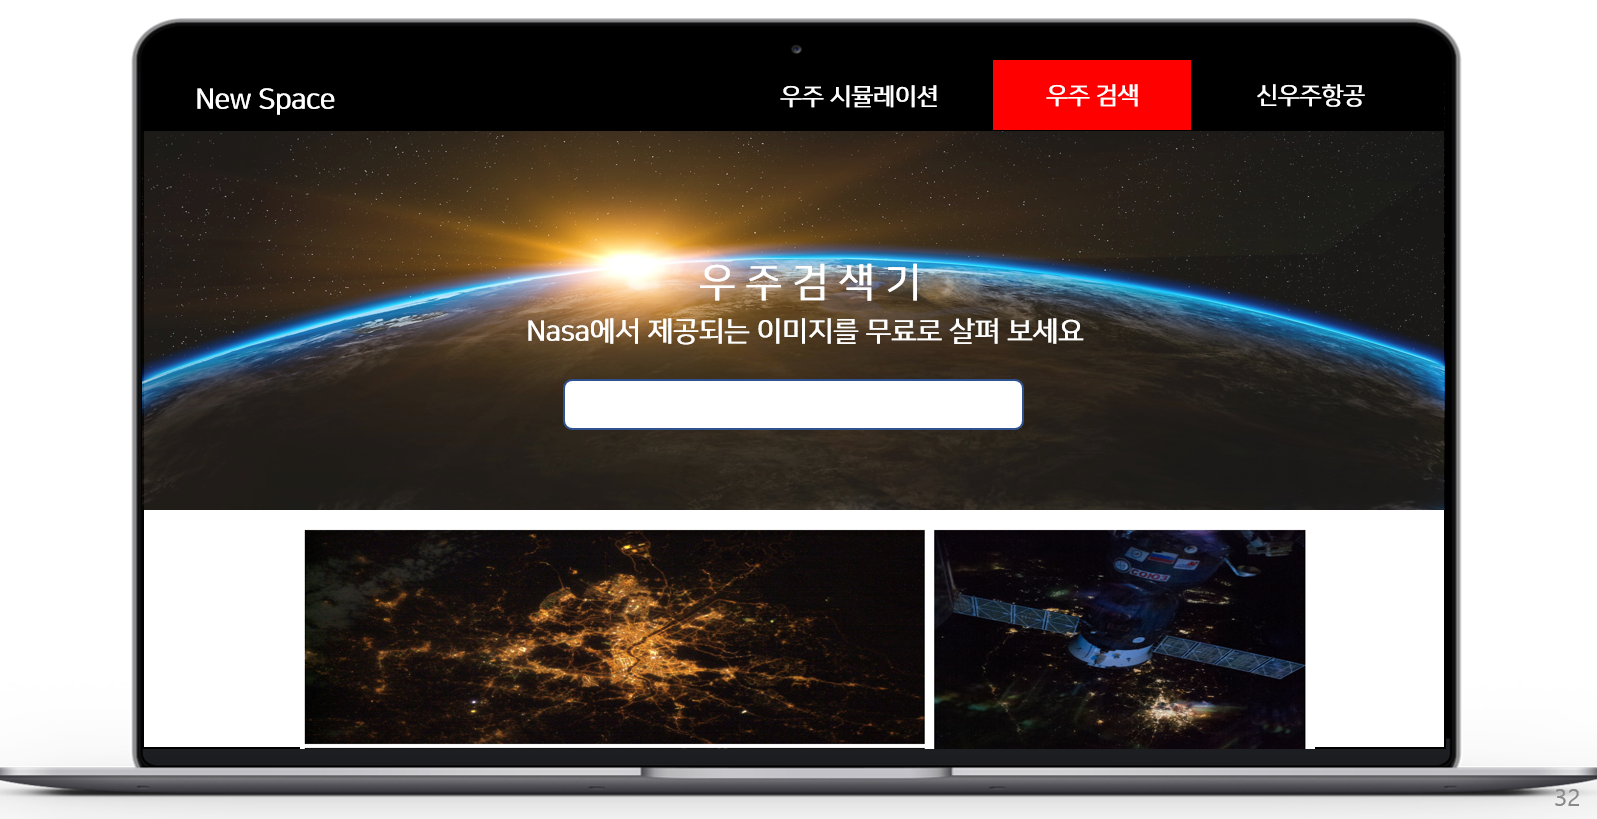 New Space
우주 시뮬레이션
우주 검색
신우주항공
우주검색기
Nasa에서 제공되는 이미지를 무료로 살펴 보세요
СОЮЗ
32